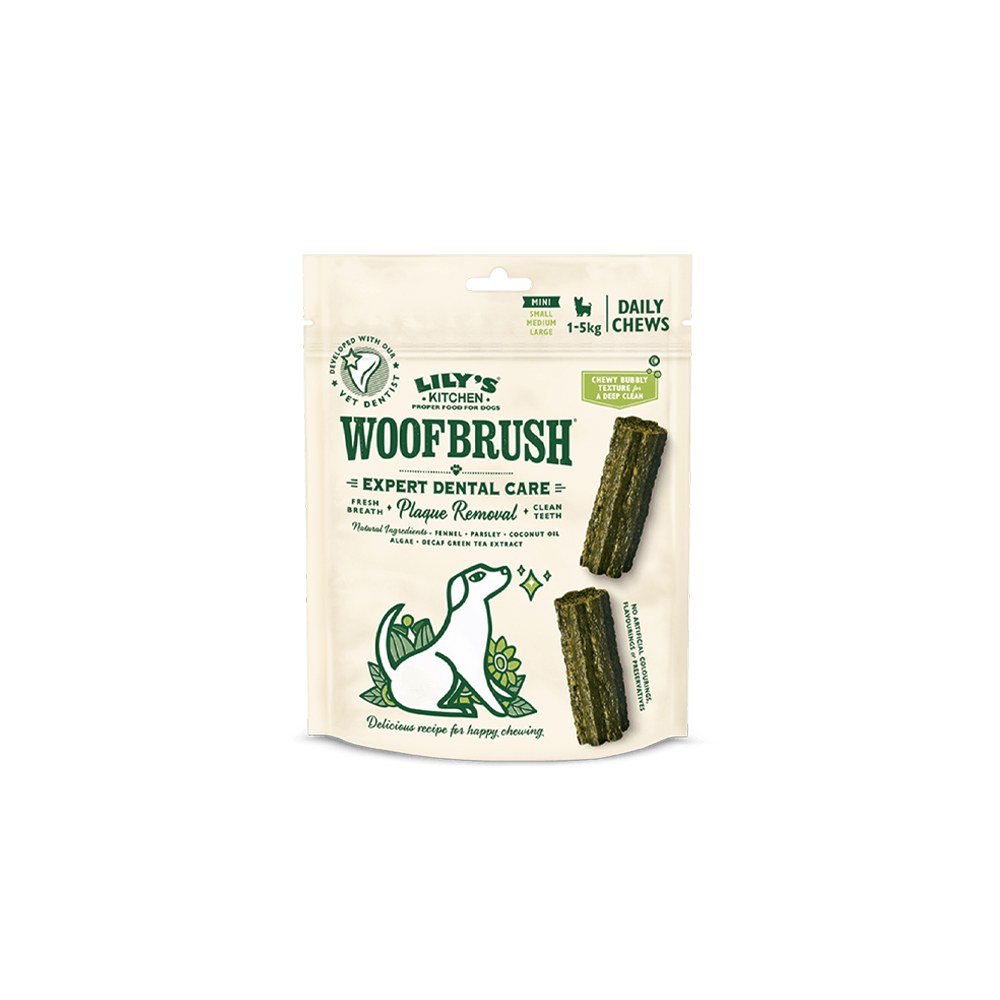 MINI
SMALL
MEDIUM
LARGE
1-5kg
DAILY
CHEWS
DEVELOPED WITH OUR
VET DENTIST
LILY'S
KITCHEN
PROPER FOOD FOR DOGS
CHEWY BUBBLY
TEXTURE for
A DEEP CLEAN
WOOFBRUSH®
EXPERT DENTAL CARE
FRESH
BREATH
Plaque Removal
CLEAN
TEETH
Natural Ingredients - FENNEL • PARSLEY • COCONUT OIL
ALGAE • DECAF GREEN TEA EXTRACT
NO ARTIFICIAL COLOURINGS,
FLAVOURINGS or PRESERVATIVES
Delicious recipe for happy chewing